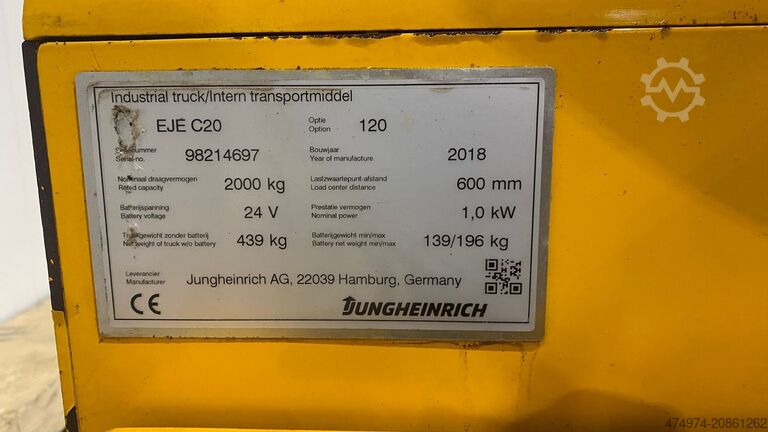 Industrial truck/Intern transportmiddel
EJE C20 Optie Option 120
Serial-no. 98214697 Bouwjaar Year of manufacture 2018
Nominaal draagvermogen Rated capacity 2000 kg Lastzwaartepunt-afstand Load center distance 600 mm
Batterijspanning Battery voltage 24 V Prestatie vermogen Nominal power 1,0 kW
Truckgewicht zonder batterij Net weight of truck w/o battery 439 kg Batterijgewicht min/max Battery net weight min/max 139/196 kg
Leverancier Manufacturer Jungheinrich AG, 22039 Hamburg, Germany
CE JUNGHEINRICH
474974-20861262